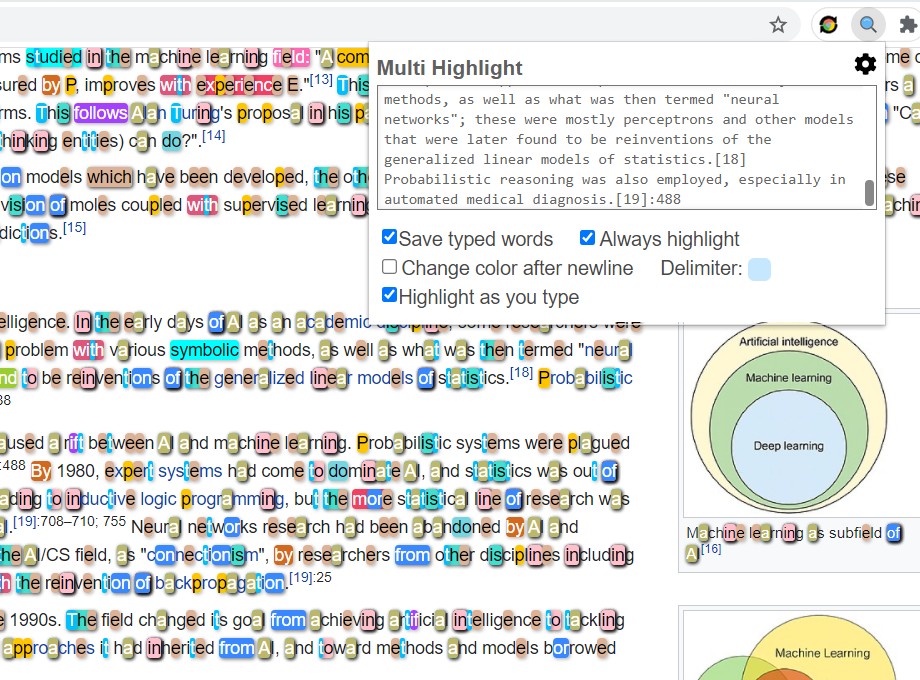 ms studied in the machine learning field: "A com
sured by P, improves with experience E."[13] This
rms. This follows Alan Turing's proposal in his pa
hinking entities) can do?".[14]
on models which have been developed, the othe
vision of moles coupled with supervised learning
dictions.[15]
Multi Highlight
methods, as well as what was then termed "neural
networks"; these were mostly perceptrons and other models
that were later found to be reinventions of the
generalized linear models of statistics.[18]
Probabilistic reasoning was also employed, especially in
automated medical diagnosis.[19]:488
Save typed words Always highlight
Change color after newline Delimiter:
Highlight as you type
elligence. In the early days of AI as an academic discipline, some researchers were
problem with various symbolic methods, as well as what was then termed "neural
nd to be reinventions of the generalized linear models of statistics.[18] Probabilistic
38
aused a rift between AI and machine learning. Probabilistic systems were plagued
:488 By 1980, expert systems had come to dominate AI, and statistics was out of
ading to inductive logic programming, but the more statistical line of research was
l.[19]:708–710; 755 Neural networks research had been abandoned by AI and
he AI/CS field, as "connectionism", by researchers from other disciplines including
h the reinvention of backpropagation.[19]:25
e 1990s. The field changed its goal from achieving artificial intelligence to tackling
approaches it had inherited from AI, and toward methods and models borrowed
Artificial intelligence
Machine learning
Deep learning
Machine learning as subfield of
AI[16]
Machine Learning